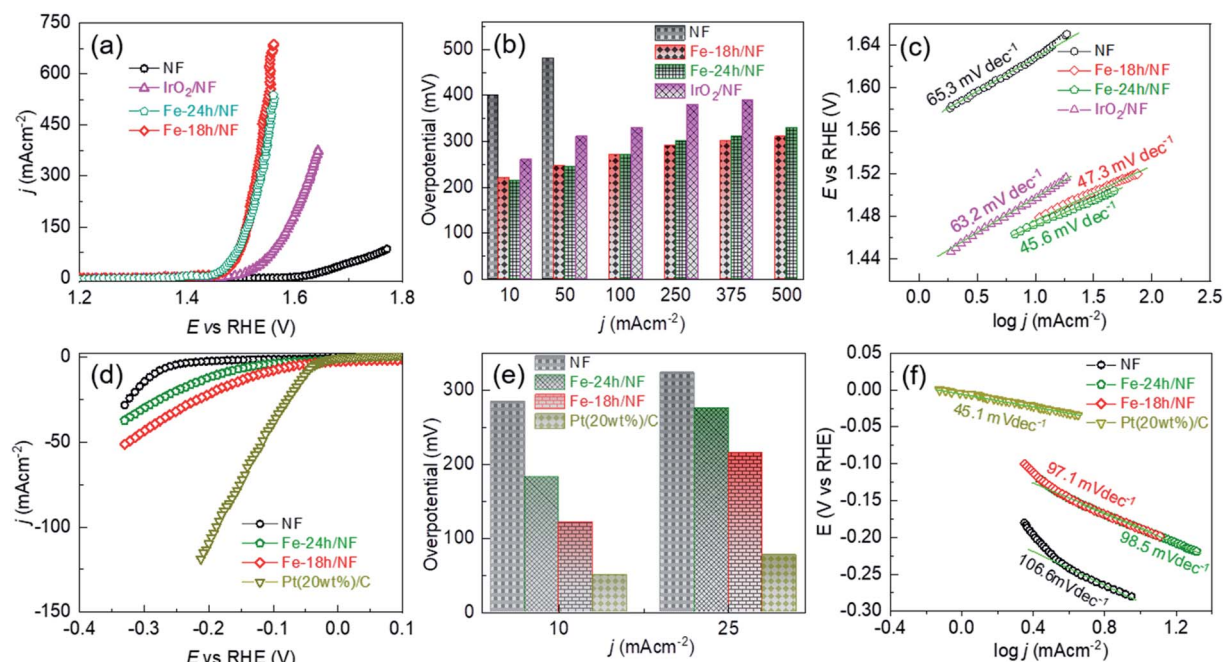 (a)
NF
IrO2/NF
Fe-24h/NF
Fe-18h/NF
j (mAcm-2)
750
600
450
300
150
0
1.2
1.4
1.6
1.8
E vs RHE (V)
(b)
NF
Fe-18h/NF
Fe-24h/NF
IrO2/NF
Overpotential (mV)
500
400
300
200
100
0
10
50
100
250
375
500
j (mAcm-2)
(c)
NF
Fe-18h/NF
Fe-24h/NF
IrO2/NF
65.3 mV dec-1
63.2 mV dec-1
47.3 mV dec-1
45.6 mV dec-1
E vs RHE (V)
1.64
1.60
1.56
1.52
1.48
1.44
0.0
0.5
1.0
1.5
2.0
2.5
log j (mAcm-2)
(d)
NF
Fe-24h/NF
Fe-18h/NF
Pt(20wt%)/C
j (mAcm-2)
0
-50
-100
-150
-0.4
-0.3
-0.2
-0.1
0.0
0.1
E vs RHE (V)
(e)
NF
Fe-24h/NF
Fe-18h/NF
Pt(20wt%)/C
Overpotential (mV)
300
200
100
0
10
25
j (mAcm-2)
(f)
NF
Fe-24h/NF
Fe-18h/NF
Pt(20wt%)/C
45.1 mVdec-1
97.1 mVdec-1
98.5 mVdec-1
106.6mVdec-1
E (V vs RHE)
0.05
0.00
-0.05
-0.10
-0.15
-0.20
-0.25
-0.30
-0.4
0.0
0.4
0.8
1.2
log j (mAcm-2)